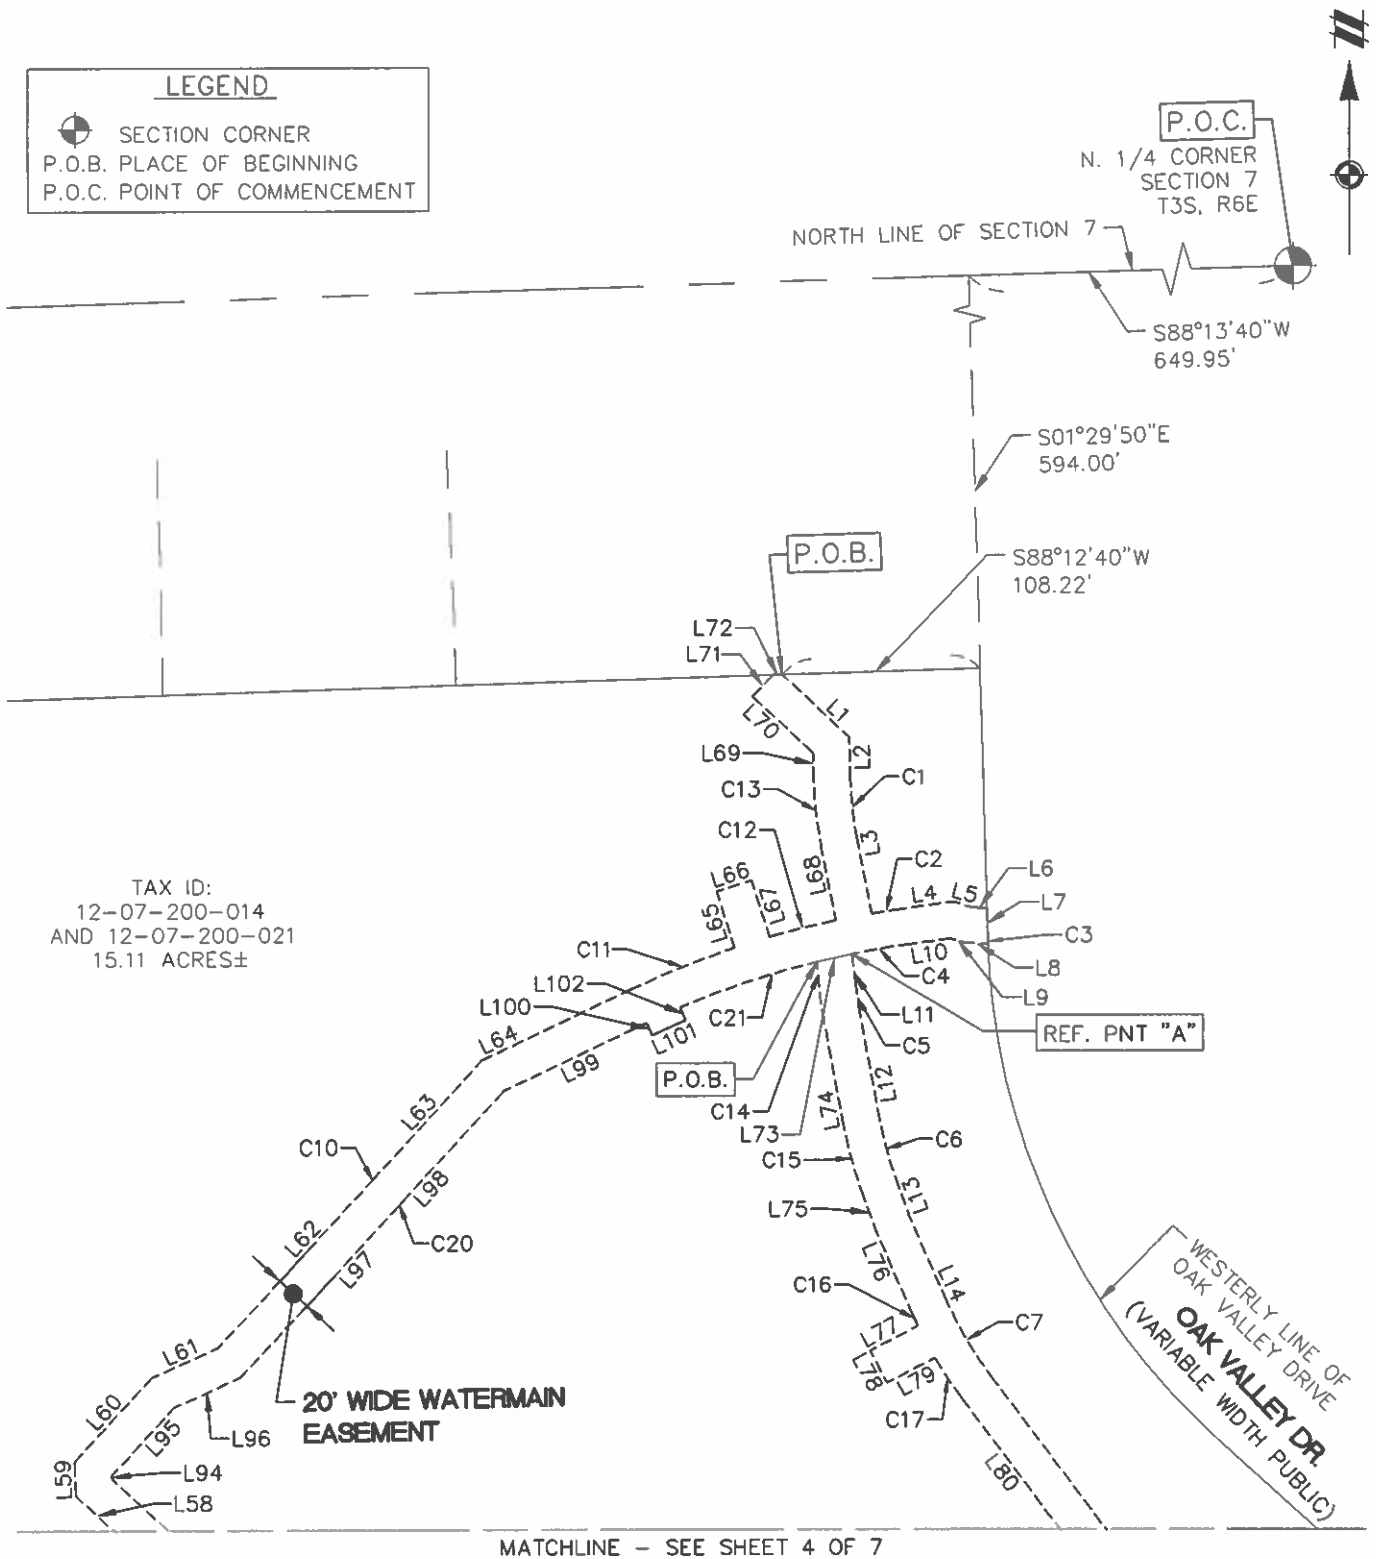 LEGEND
SECTION CORNER
P.O.B. PLACE OF BEGINNING
P.O.C. POINT OF COMMENCEMENT
P.O.C.
N. 1/4 CORNER
SECTION 7
T3S, R6E
NORTH LINE OF SECTION 7
S88°13'40"W
649.95'
S01°29'50"E
594.00'
P.O.B.
S88°12'40"W
108.22'
L72
L71
L1
L70
L2
L69
C1
C13
C12
L3
L68
C2
L66
L4
L5
L6
L67
L7
L65
TAX ID:
12-07-200-014
AND 12-07-200-021
15.11 ACRES±
C3
C11
L10
C4
L8
L102
L9
L100
C21
L11
L101
REF. PNT "A"
L64
C5
L99
P.O.B.
L12
C14
L74
L63
L73
C6
C10
C15
L98
L13
L75
L62
C20
L76
L97
L14
C16
C7
L77
L61
L78
L79
WESTERLY LINE OF
OAK VALLEY DRIVE
OAK VALLEY DR.
(VARIABLE WIDTH PUBLIC)
20' WIDE WATERMAIN
EASEMENT
L60
C17
L95
L96
L80
L59
L94
L58
MATCHLINE - SEE SHEET 4 OF 7